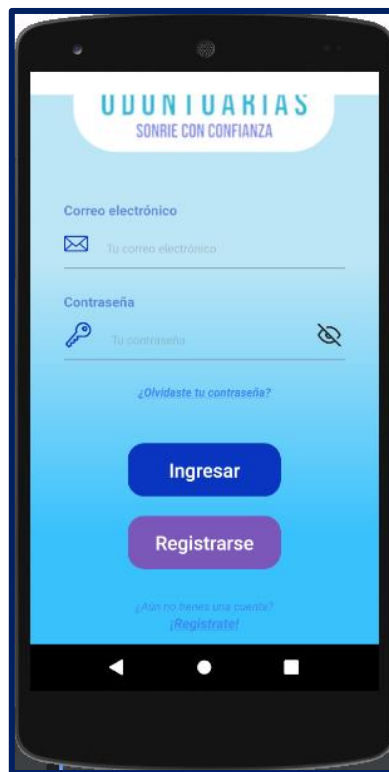 ODONTOARIAS
SONRIE CON CONFIANZA
Correo electrónico
Tu correo electrónico
Contraseña
Tu contraseña
¿Olvidaste tu contraseña?
Ingresar
Registrarse
¿Aún no tienes una cuenta?
¡Registrate!